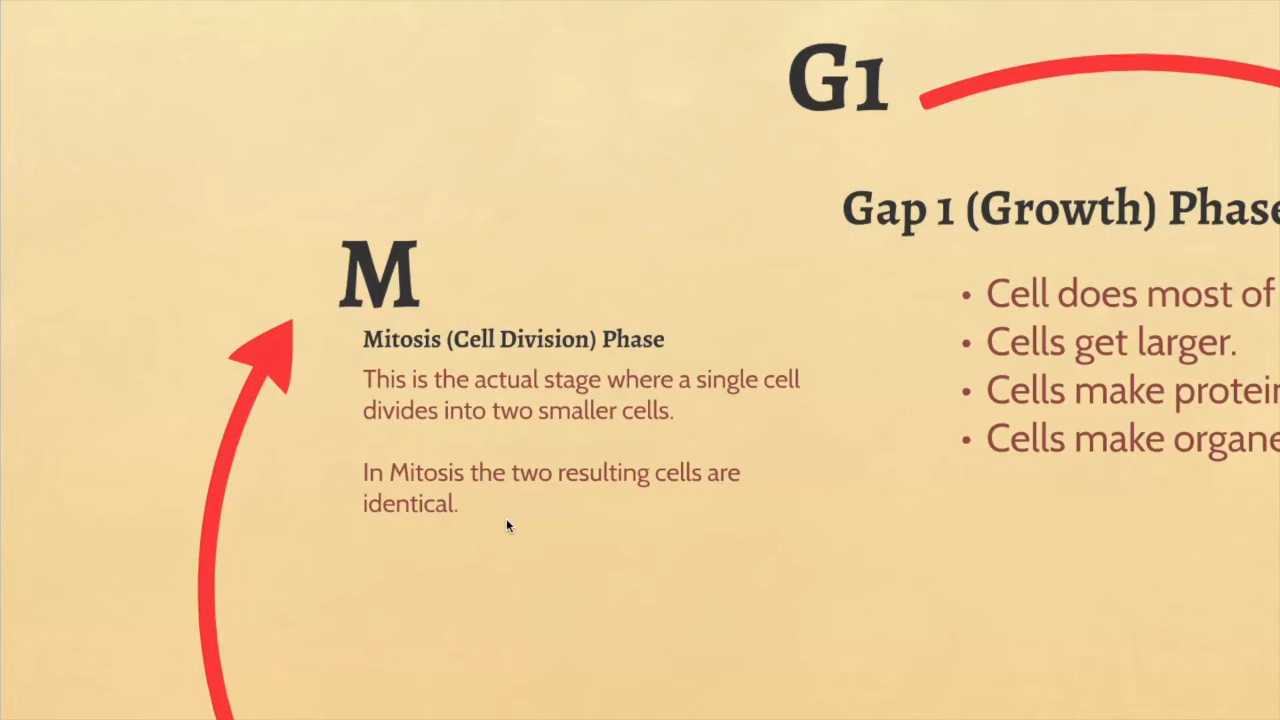 G1
Gap 1 (Growth) Phase
• Cell does most of
• Cells get larger.
• Cells make protein
• Cells make organe
M
Mitosis (Cell Division) Phase
This is the actual stage where a single cell
divides into two smaller cells.
In Mitosis the two resulting cells are
identical.